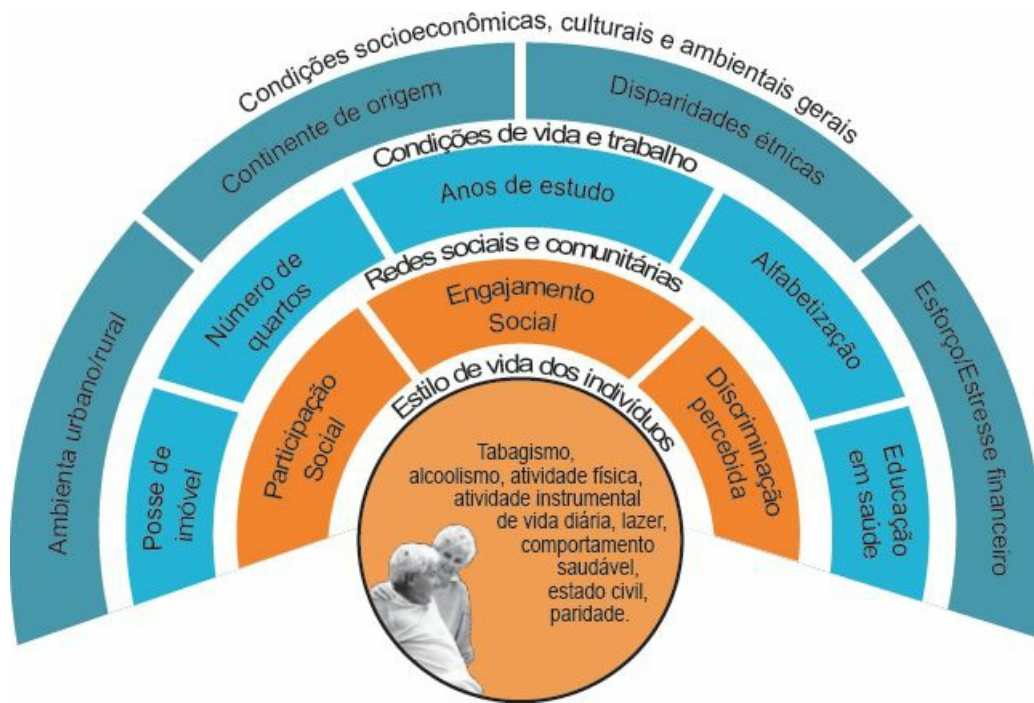 Condições socioeconômicas, culturais e ambientais gerais
Ambienta urbano/rural
Continente de origem
Disparidades étnicas
Esforço/Estresse financeiro
Condições de vida e trabalho
Posse de
imóvel
Número de
quartos
Anos de estudo
Alfabetização
Educação
em saúde
Redes sociais e comunitárias
Participação
Social
Engajamento
Social
Discriminação
percebida
Estilo de vida dos indivíduos
Tabagismo,
alcoolismo, atividade física,
atividade instrumental
de vida diária, lazer,
comportamento
saudável,
estado civil,
paridade.